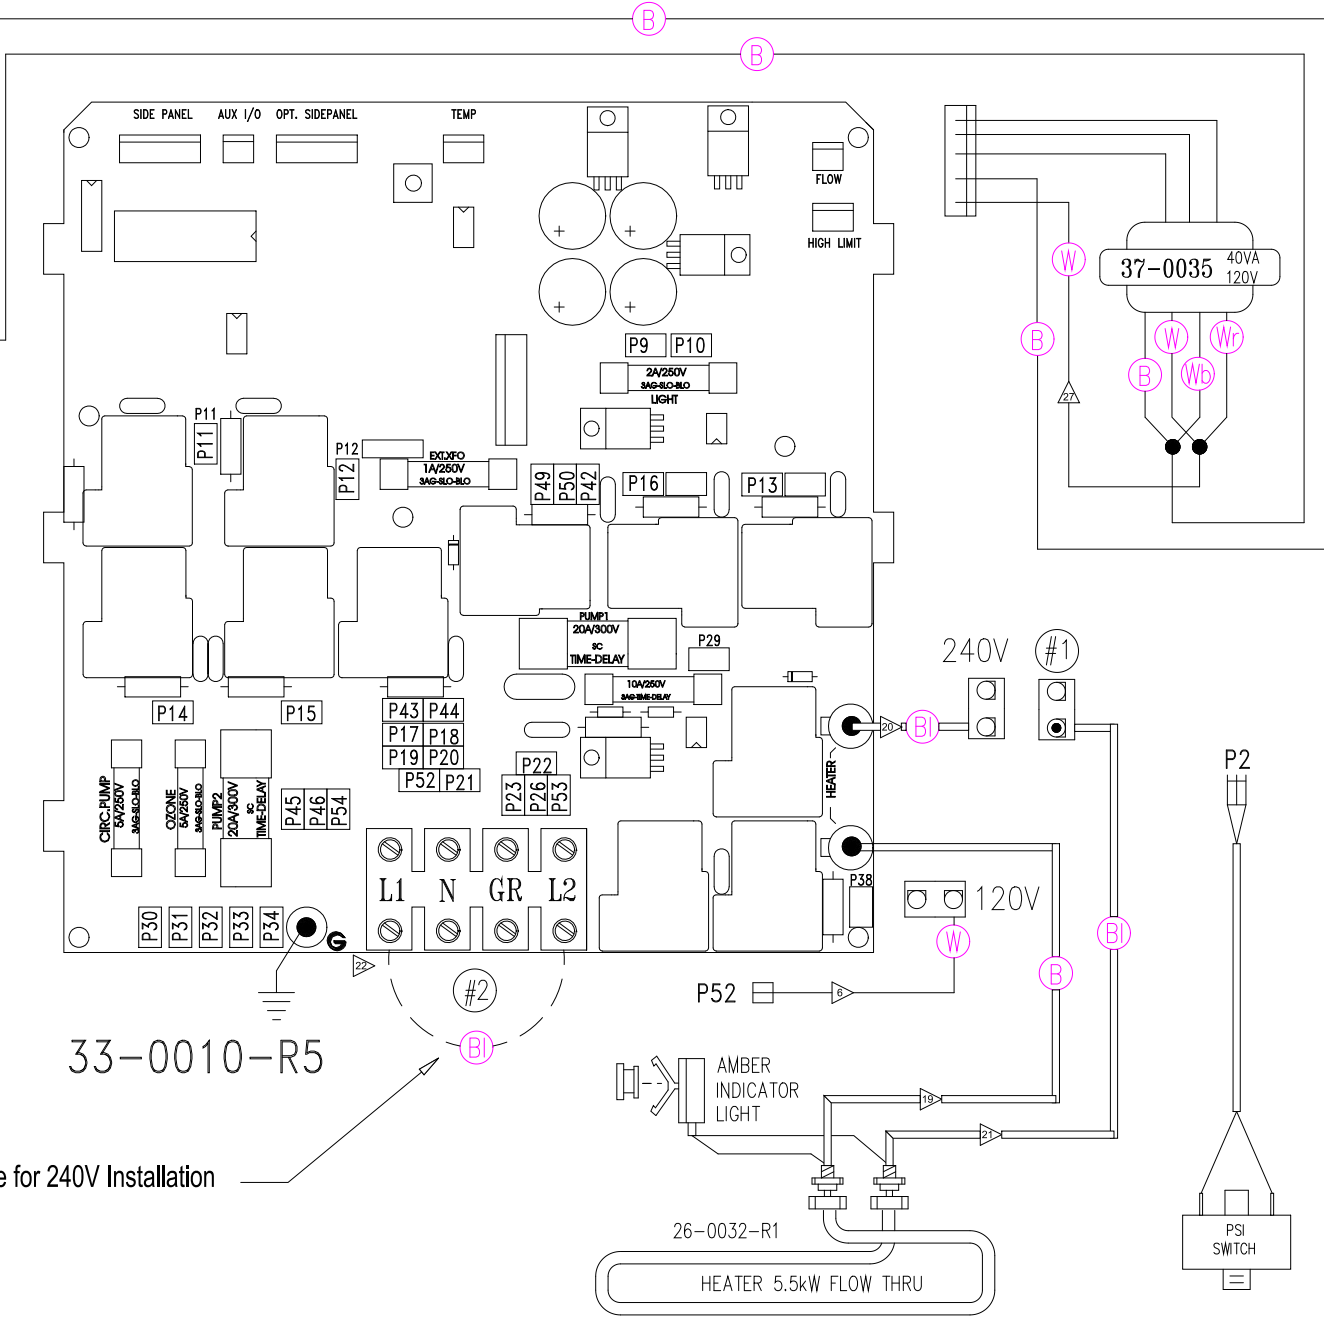 B
B
SIDE PANEL AUX I/O OPT. SIDEPANEL TEMP
FLOW
HIGH LIMIT
W
37-0035 40VA
120V
B
W
Wr
B
Wb
27
P9 P10
2A/250V
3AG-SLO-BLO
LIGHT
P11
P11
P12
P12
EXT.XFO
1A/250V
3AG-SLO-BLO
P49
P50
P42
P16
P13
PUMP1
20A/300V
SC
TIME-DELAY
P29
10A/250V
3AG-TIME-DELAY
240V #1
20
Bl
HEATER
P14
P15
P43 P44
P17 P18
P19 P20
P52 P21
P22
P23
P26
P53
CIRC.PUMP
5A/250V
3AG-SLO-BLO
OZONE
5A/250V
3AG-SLO-BLO
PUMP2
20A/300V
SC
TIME-DELAY
P45
P46
P54
P2
L1 N GR L2
P38
120V
W
Bl
P30
P31
P32
P33
P34
G
22
#2
P52
6
B
Bl
33-0010-R5
AMBER
INDICATOR
LIGHT
19
21
e for 240V Installation
26-0032-R1
HEATER 5.5kW FLOW THRU
PSI
SWITCH